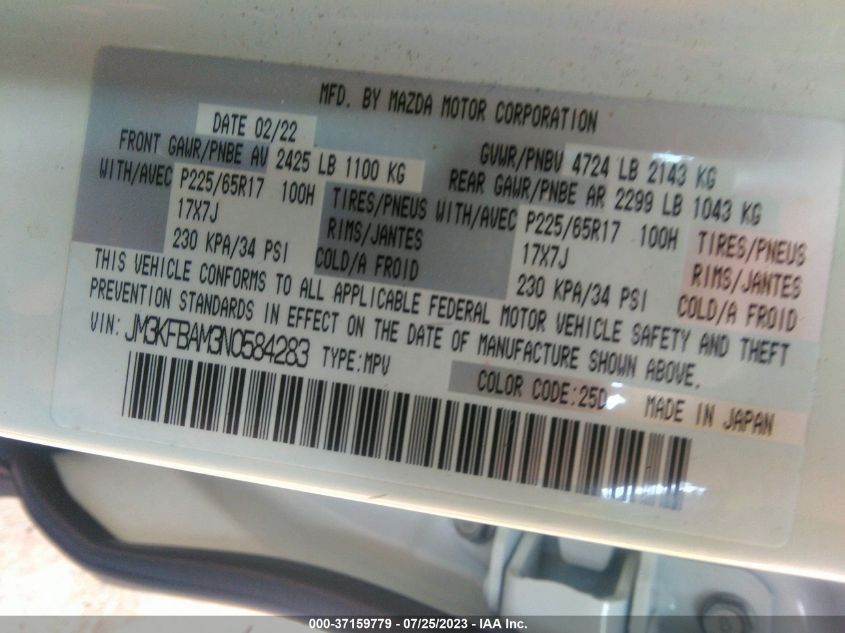 MFD. BY MAZDA MOTOR CORPORATION
DATE 02/22
GVWR/PNBV 4724 LB 2143 KG
FRONT GAWR/PNBE AV 2425 LB 1100 KG
REAR GAWR/PNBE AR 2299 LB 1043 KG
WITH/AVEC P225/65R17 100H TIRES/PNEUS WITH/AVEC P225/65R17 100H TIRES/PNEUS
17X7J RIMS/JANTES 17X7J RIMS/JANTES
230 KPA/34 PSI COLD/A FROID 230 KPA/34 PSI COLD/A FROID
THIS VEHICLE CONFORMS TO ALL APPLICABLE FEDERAL MOTOR VEHICLE SAFETY AND THEFT
PREVENTION STANDARDS IN EFFECT ON THE DATE OF MANUFACTURE SHOWN ABOVE.
VIN: JM3KFBAM3N0584283 TYPE:MPV
COLOR CODE:25D MADE IN JAPAN
000-37159779 - 07/25/2023 - IAA Inc.